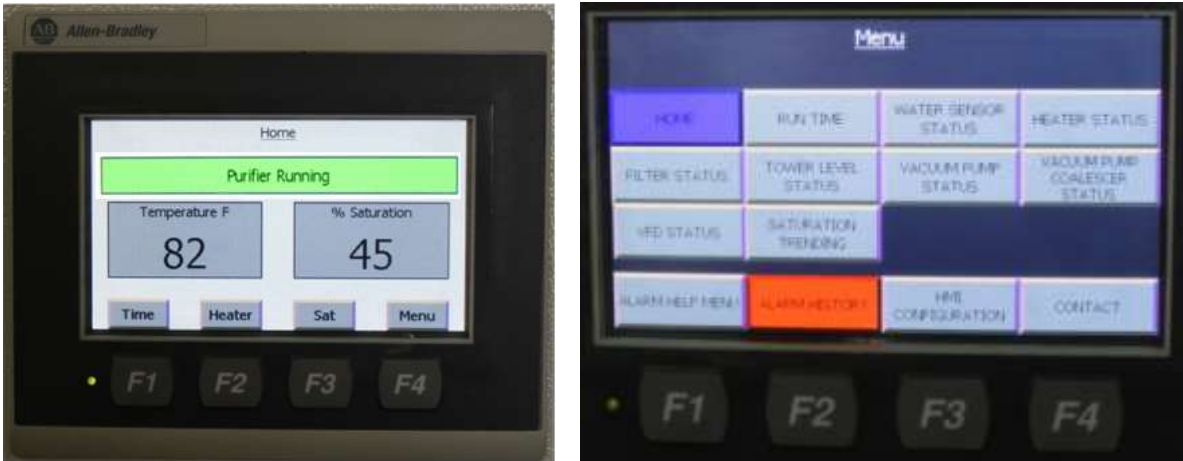 AB Allen-Bradley
Home
Purifier Running
Temperature F
% Saturation
82
45
Time
Heater
Sat
Menu
F1
F2
F3
F4
Menu
HOME
RUN TIME
WATER SENSOR
STATUS
HEATER STATUS
FILTER STATUS
TOWER LEVEL
STATUS
VACUUM PUMP
STATUS
VACUUM PUMP
COALESCER
STATUS
VFD STATUS
SATURATION
TRENDING
ALARM HELP MENU
ALARM HISTORY
HMI
CONFIGURATION
CONTACT
F1
F2
F3
F4